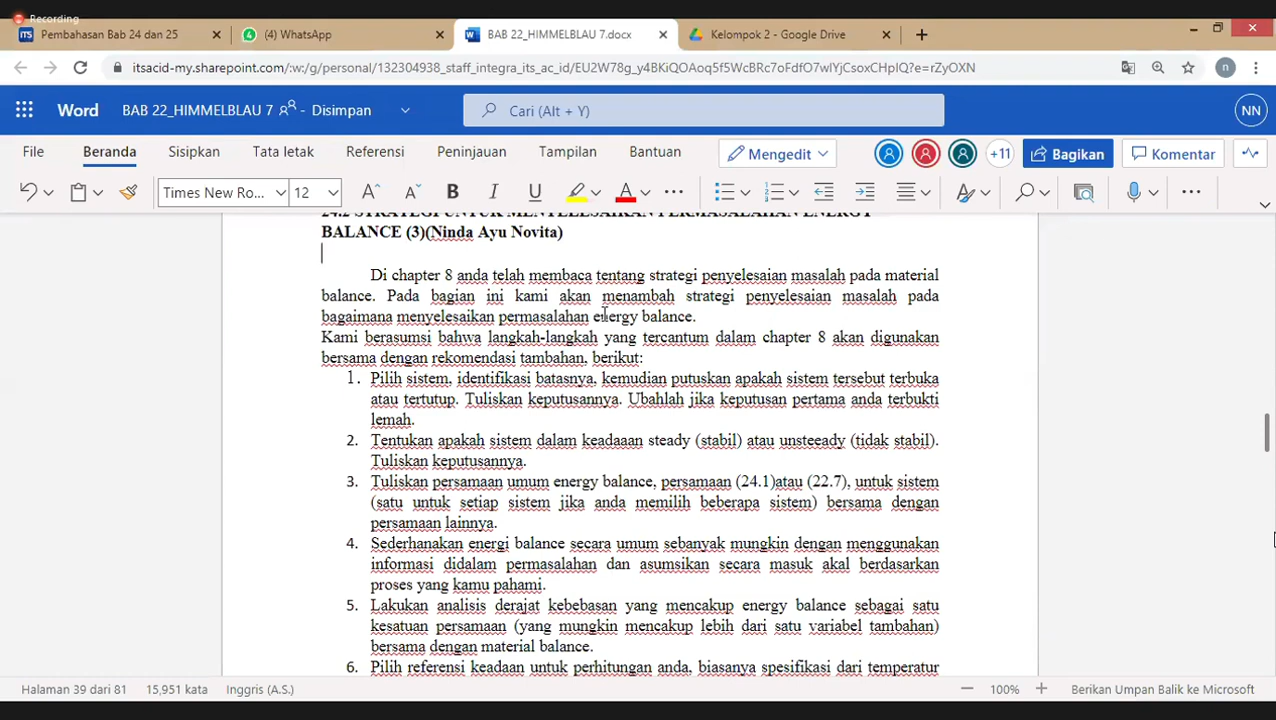 Recording
Pembahasan Bab 24 dan 25
(4) WhatsApp
BAB 22_HIMMELBLAU 7.docx
Kelompok 2 - Google Drive
itsacid-my.sharepoint.com/:w:/g/personal/132304938_staff_integra_its_ac_id/EU2W78g_y4BKiQOAoq5f5WcBRc7oFdfO7wIYjCsoxCHpIQ?e=rZyOXN
Word BAB 22_HIMMELBLAU 7 - Disimpan
Cari (Alt + Y)
NN
File Beranda Sisipkan Tata letak Referensi Peninjauan Tampilan Bantuan
Mengedit
+11
Bagikan
Komentar
Times New Ro... 12
24.2 STRATEGI UNTUK MENYELESAIKAN PERMASALAHAN ENERGY
BALANCE (3)(Ninda Ayu Novita)
Di chapter 8 anda telah membaca tentang strategi penyelesaian masalah pada material
balance. Pada bagian ini kami akan menambah strategi penyelesaian masalah pada
bagaimana menyelesaikan permasalahan energy balance.
Kami berasumsi bahwa langkah-langkah yang tercantum dalam chapter 8 akan digunakan
bersama dengan rekomendasi tambahan, berikut:
1. Pilih sistem, identifikasi batasnya, kemudian putuskan apakah sistem tersebut terbuka
atau tertutup. Tuliskan keputusannya. Ubahlah jika keputusan pertama anda terbukti
lemah.
2. Tentukan apakah sistem dalam keadaaan steady (stabil) atau unsteeady (tidak stabil).
Tuliskan keputusannya.
3. Tuliskan persamaan umum energy balance, persamaan (24.1)atau (22.7), untuk sistem
(satu untuk setiap sistem jika anda memilih beberapa sistem) bersama dengan
persamaan lainnya.
4. Sederhanakan energi balance secara umum sebanyak mungkin dengan menggunakan
informasi didalam permasalahan dan asumsikan secara masuk akal berdasarkan
proses yang kamu pahami.
5. Lakukan analisis derajat kebebasan yang mencakup energy balance sebagai satu
kesatuan persamaan (yang mungkin mencakup lebih dari satu variabel tambahan)
bersama dengan material balance.
6. Pilih referensi keadaan untuk perhitungan anda, biasanya spesifikasi dari temperatur
Halaman 39 dari 81 15,951 kata Inggris (A.S.)
100%
Berikan Umpan Balik ke Microsoft